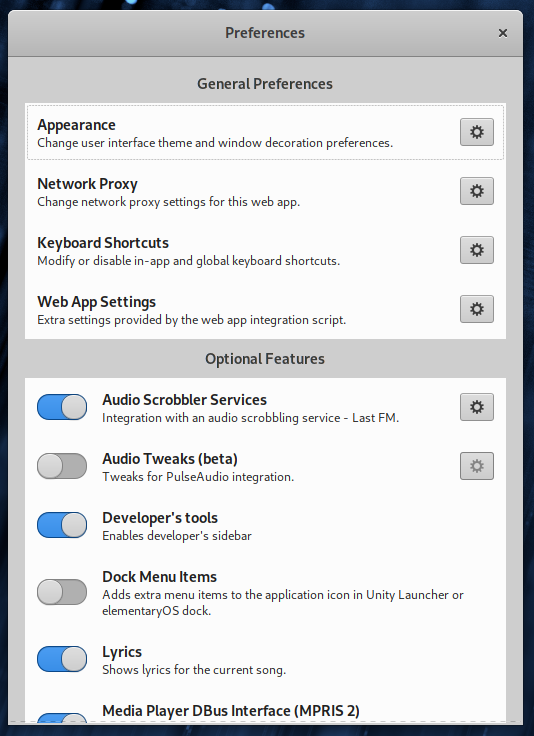 Preferences
General Preferences
Appearance
Change user interface theme and window decoration preferences.
Network Proxy
Change network proxy settings for this web app.
Keyboard Shortcuts
Modify or disable in-app and global keyboard shortcuts.
Web App Settings
Extra settings provided by the web app integration script.
Optional Features
Audio Scrobbler Services
Integration with an audio scrobbling service - Last FM.
Audio Tweaks (beta)
Tweaks for PulseAudio integration.
Developer's tools
Enables developer's sidebar
Dock Menu Items
Adds extra menu items to the application icon in Unity Launcher or
elementaryOS dock.
Lyrics
Shows lyrics for the current song.
Media Player DBus Interface (MPRIS 2)